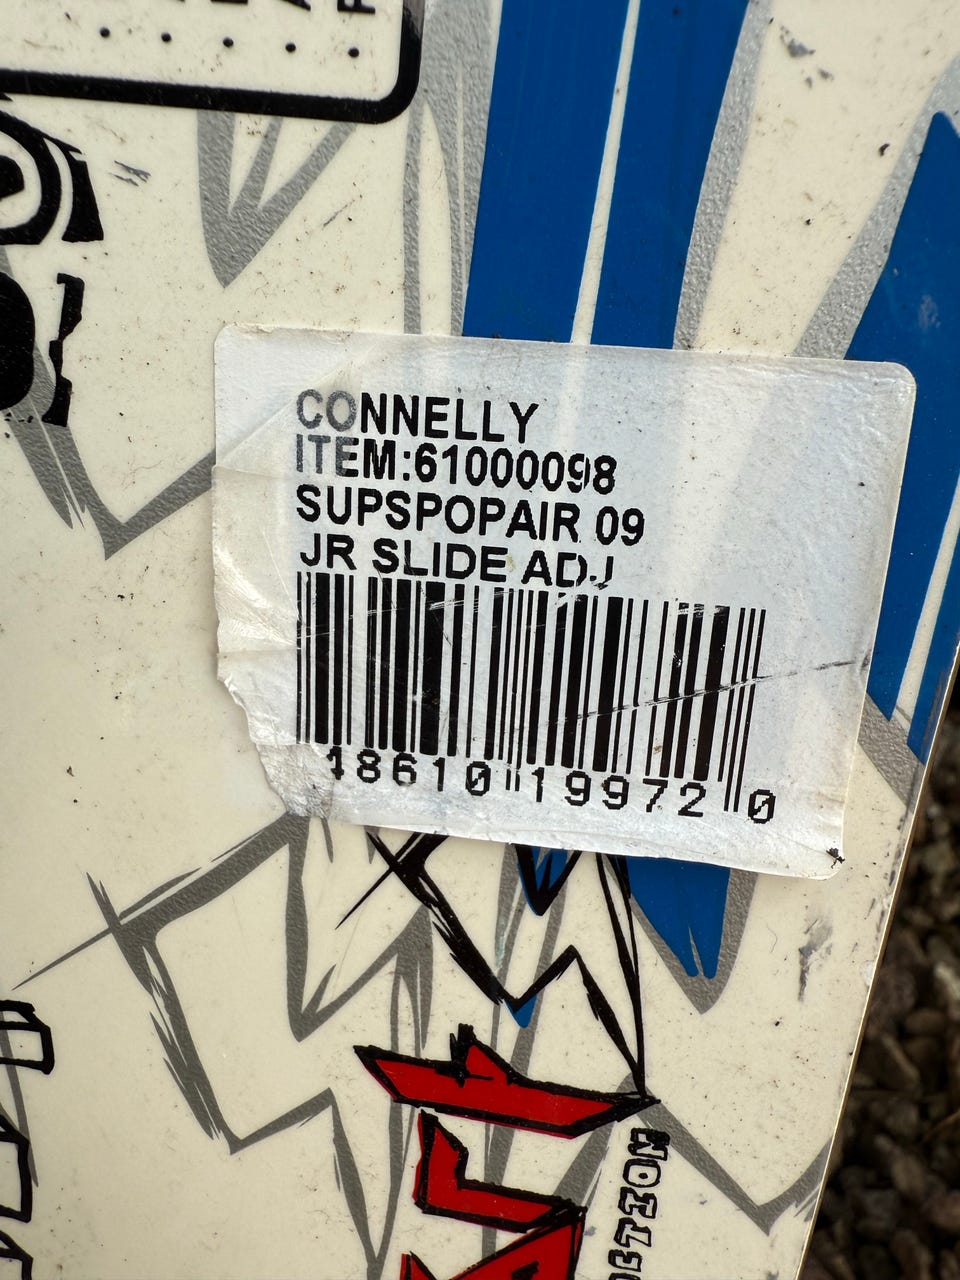 CONNELLY
ITEM:61000098
SUPSPOPAIR 09
JR SLIDE ADJ
18610 19972 0